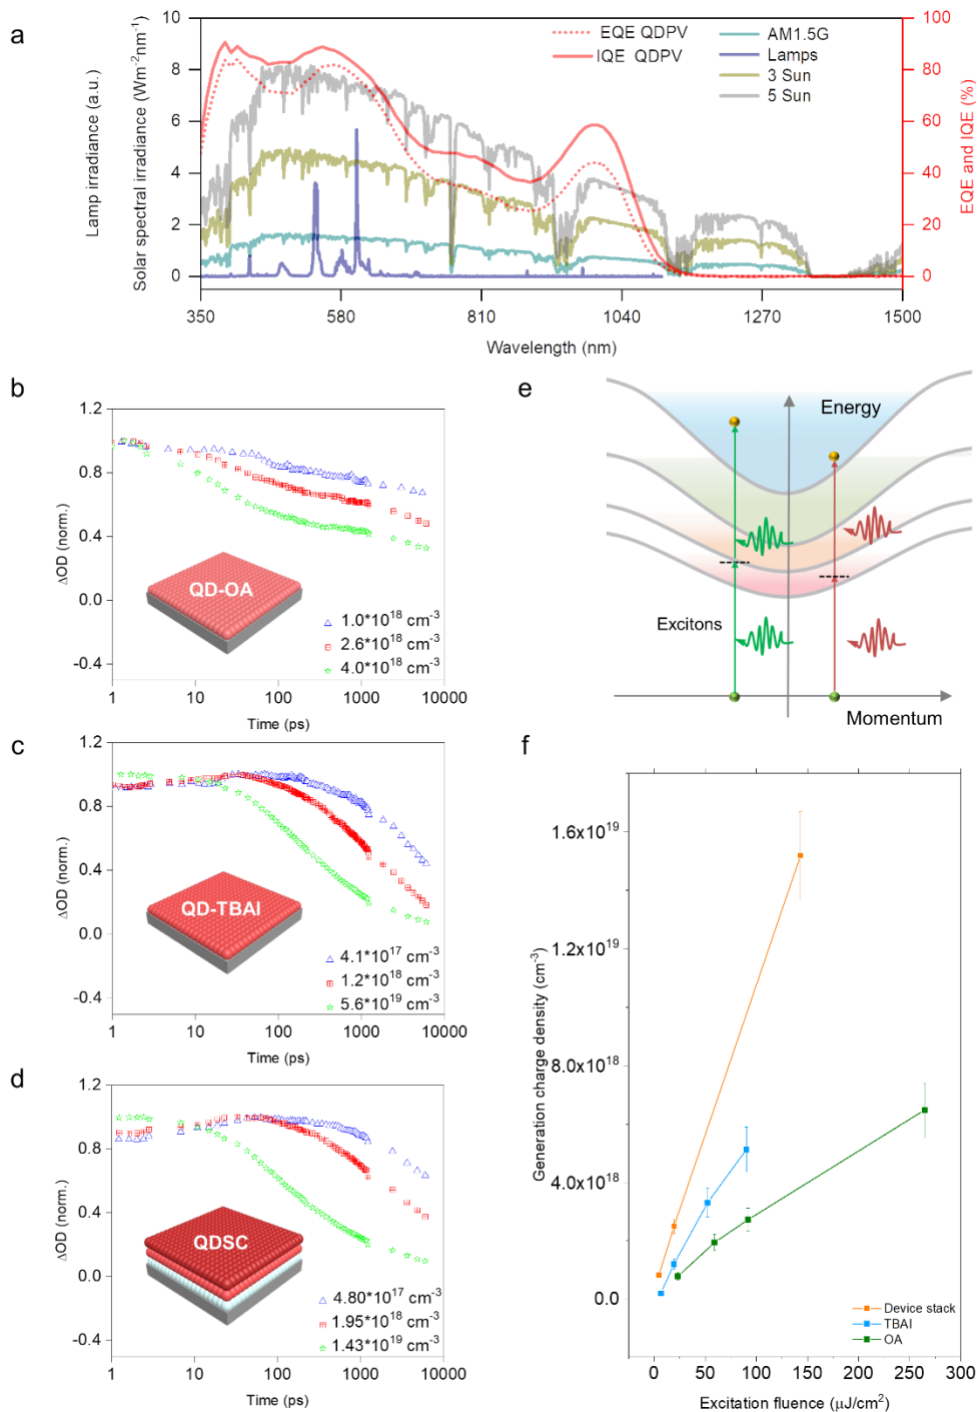 a
Lamp irradiance (a.u.)
Solar spectral irradiance (Wm⁻²nm⁻¹)
10
8
6
4
2
0
EQE QDPV
IQE QDPV
AM1.5G
Lamps
3 Sun
5 Sun
100
80
60
40
20
0
EQE and IQE (%)
350 580 810 1040 1270 1500
Wavelength (nm)
b
ΔOD (norm.)
1.2
0.8
0.4
0.0
-0.4
QD-OA
1.0*10¹⁸ cm⁻³
2.6*10¹⁸ cm⁻³
4.0*10¹⁸ cm⁻³
1 10 100 1000 10000
Time (ps)
c
ΔOD (norm.)
1.2
0.8
0.4
0.0
-0.4
QD-TBAI
4.1*10¹⁷ cm⁻³
1.2*10¹⁸ cm⁻³
5.6*10¹⁹ cm⁻³
1 10 100 1000 10000
Time (ps)
d
ΔOD (norm.)
1.2
0.8
0.4
0.0
-0.4
QDSC
4.80*10¹⁷ cm⁻³
1.95*10¹⁸ cm⁻³
1.43*10¹⁹ cm⁻³
1 10 100 1000 10000
Time (ps)
e
Energy
Excitons
Momentum
f
Generation charge density (cm⁻³)
1.6x10¹⁹
1.2x10¹⁹
8.0x10¹⁸
4.0x10¹⁸
0.0
Device stack
TBAI
OA
0 50 100 150 200 250 300
Excitation fluence (μJ/cm²)